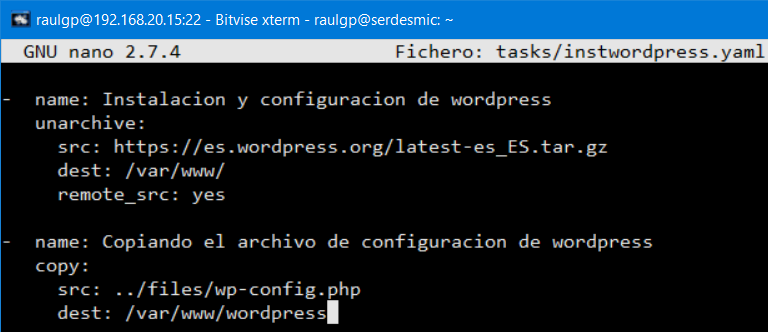 raulgp@192.168.20.15:22 - Bitvise xterm - raulgp@serdesmic: ~
GNU nano 2.7.4 Fichero: tasks/instwordpress.yaml
- name: Instalacion y configuracion de wordpress
unarchive:
src: https://es.wordpress.org/latest-es_ES.tar.gz
dest: /var/www/
remote_src: yes
- name: Copiando el archivo de configuracion de wordpress
copy:
src: ../files/wp-config.php
dest: /var/www/wordpress